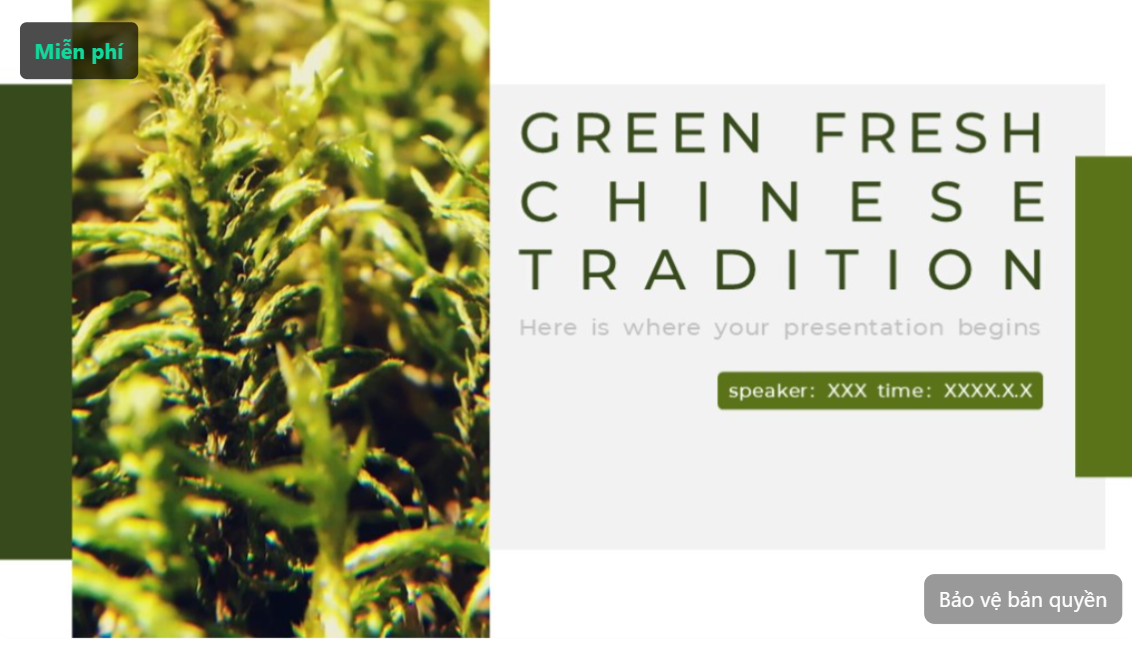 Miễn phí
GREEN FRESH
CHINESE
TRADITION
Here is where your presentation begins
speaker: XXX time: XXXX.X.X
Bảo vệ bản quyền